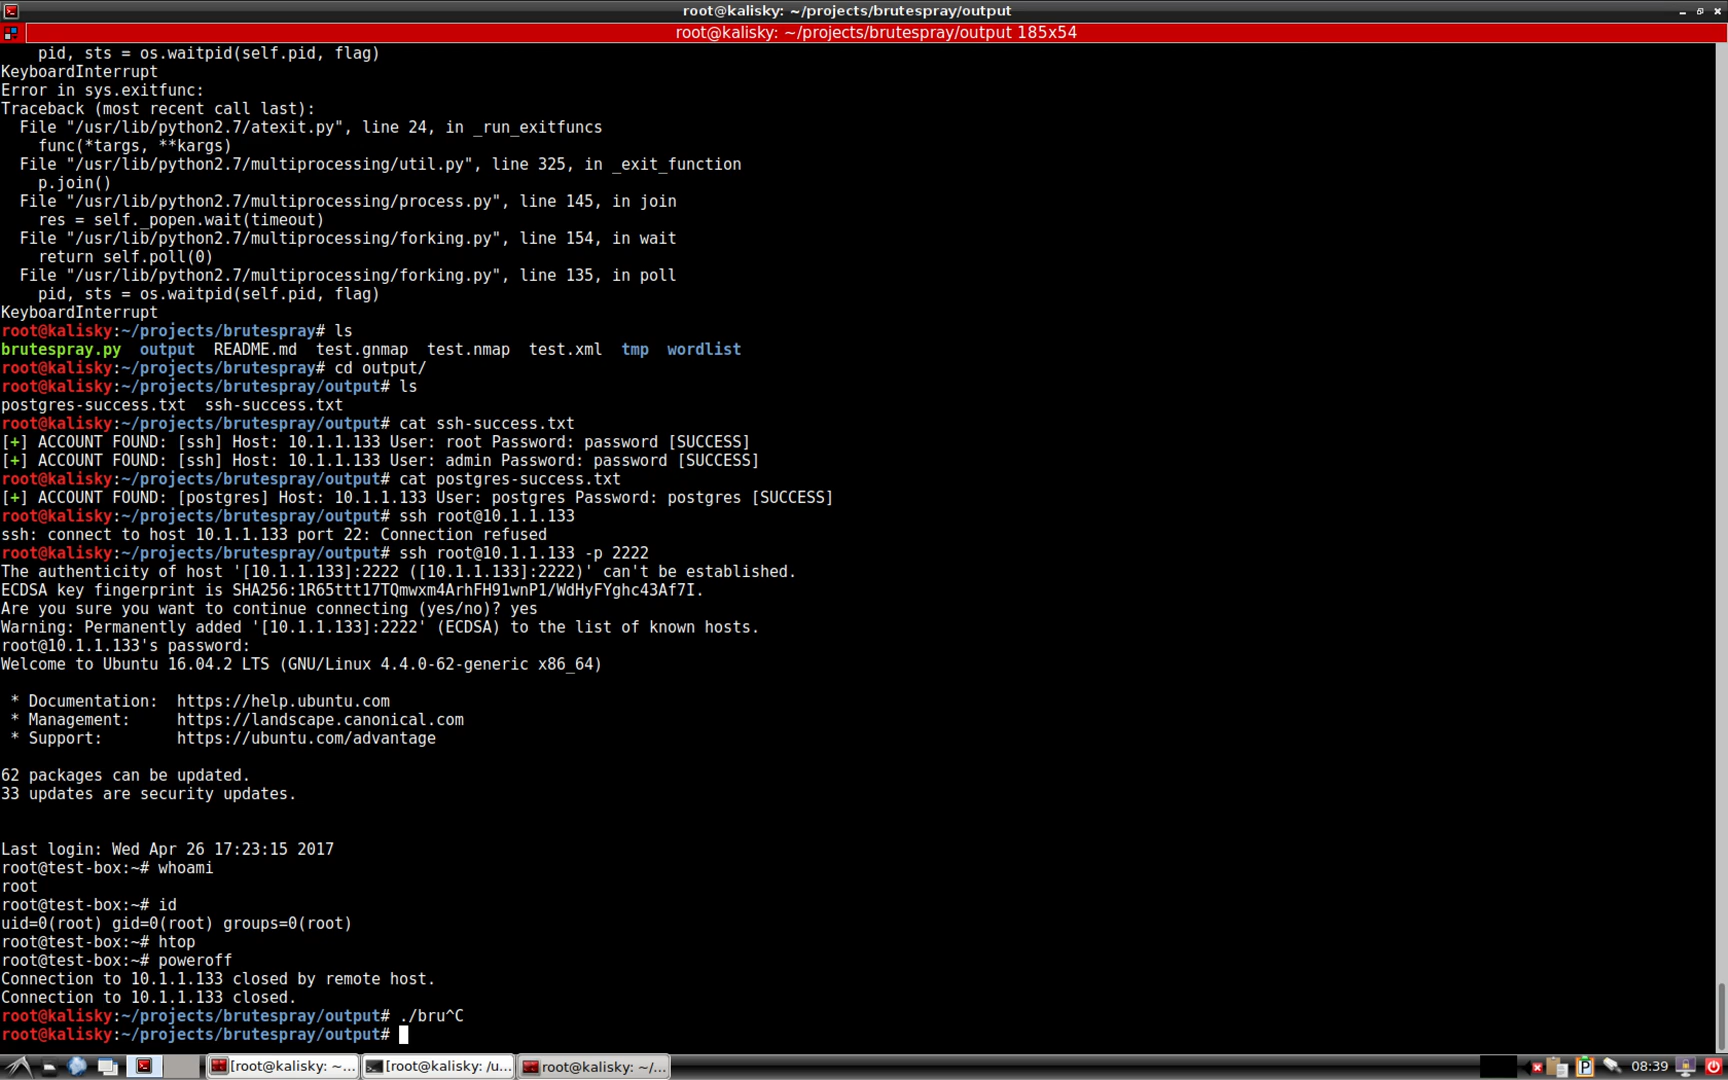 root@kalisky: ~/projects/brutespray/output
root@kalisky: ~/projects/brutespray/output 185x54
    pid, sts = os.waitpid(self.pid, flag)
KeyboardInterrupt
Error in sys.exitfunc:
Traceback (most recent call last):
  File "/usr/lib/python2.7/atexit.py", line 24, in _run_exitfuncs
    func(*targs, **kargs)
  File "/usr/lib/python2.7/multiprocessing/util.py", line 325, in _exit_function
    p.join()
  File "/usr/lib/python2.7/multiprocessing/process.py", line 145, in join
    res = self._popen.wait(timeout)
  File "/usr/lib/python2.7/multiprocessing/forking.py", line 154, in wait
    return self.poll(0)
  File "/usr/lib/python2.7/multiprocessing/forking.py", line 135, in poll
    pid, sts = os.waitpid(self.pid, flag)
KeyboardInterrupt
root@kalisky:~/projects/brutespray# ls
brutespray.py  output  README.md  test.gnmap  test.nmap  test.xml  tmp  wordlist
root@kalisky:~/projects/brutespray# cd output/
root@kalisky:~/projects/brutespray/output# ls
postgres-success.txt  ssh-success.txt
root@kalisky:~/projects/brutespray/output# cat ssh-success.txt
[+] ACCOUNT FOUND: [ssh] Host: 10.1.1.133 User: root Password: password [SUCCESS]
[+] ACCOUNT FOUND: [ssh] Host: 10.1.1.133 User: admin Password: password [SUCCESS]
root@kalisky:~/projects/brutespray/output# cat postgres-success.txt
[+] ACCOUNT FOUND: [postgres] Host: 10.1.1.133 User: postgres Password: postgres [SUCCESS]
root@kalisky:~/projects/brutespray/output# ssh root@10.1.1.133
ssh: connect to host 10.1.1.133 port 22: Connection refused
root@kalisky:~/projects/brutespray/output# ssh root@10.1.1.133 -p 2222
The authenticity of host '[10.1.1.133]:2222 ([10.1.1.133]:2222)' can't be established.
ECDSA key fingerprint is SHA256:1R65ttt17TQmwxm4ArhFH91wnP1/WdHyFYghc43Af7I.
Are you sure you want to continue connecting (yes/no)? yes
Warning: Permanently added '[10.1.1.133]:2222' (ECDSA) to the list of known hosts.
root@10.1.1.133's password:
Welcome to Ubuntu 16.04.2 LTS (GNU/Linux 4.4.0-62-generic x86_64)
 * Documentation:  https://help.ubuntu.com
 * Management:     https://landscape.canonical.com
 * Support:        https://ubuntu.com/advantage
62 packages can be updated.
33 updates are security updates.
Last login: Wed Apr 26 17:23:15 2017
root@test-box:~# whoami
root
root@test-box:~# id
uid=0(root) gid=0(root) groups=0(root)
root@test-box:~# htop
root@test-box:~# poweroff
Connection to 10.1.1.133 closed by remote host.
Connection to 10.1.1.133 closed.
root@kalisky:~/projects/brutespray/output# ./bru^C
root@kalisky:~/projects/brutespray/output#
[root@kalisky: ~... [root@kalisky: /u... root@kalisky: ~/... 08:39